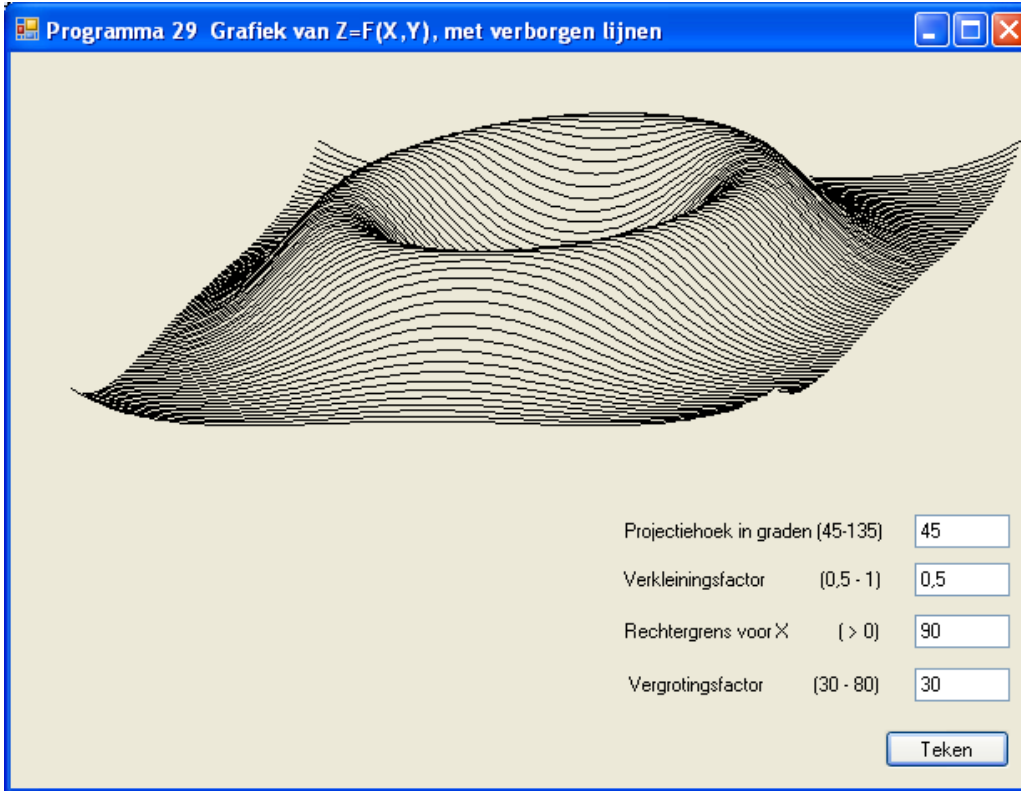 Programma 29 Grafiek van Z=F(X,Y), met verborgen lijnen
Projectiehoek in graden (45-135) 45
Verkleiningsfactor (0,5 - 1) 0,5
Rechtergrens voor X ( > 0) 90
Vergrotingsfactor (30 - 80) 30
Teken